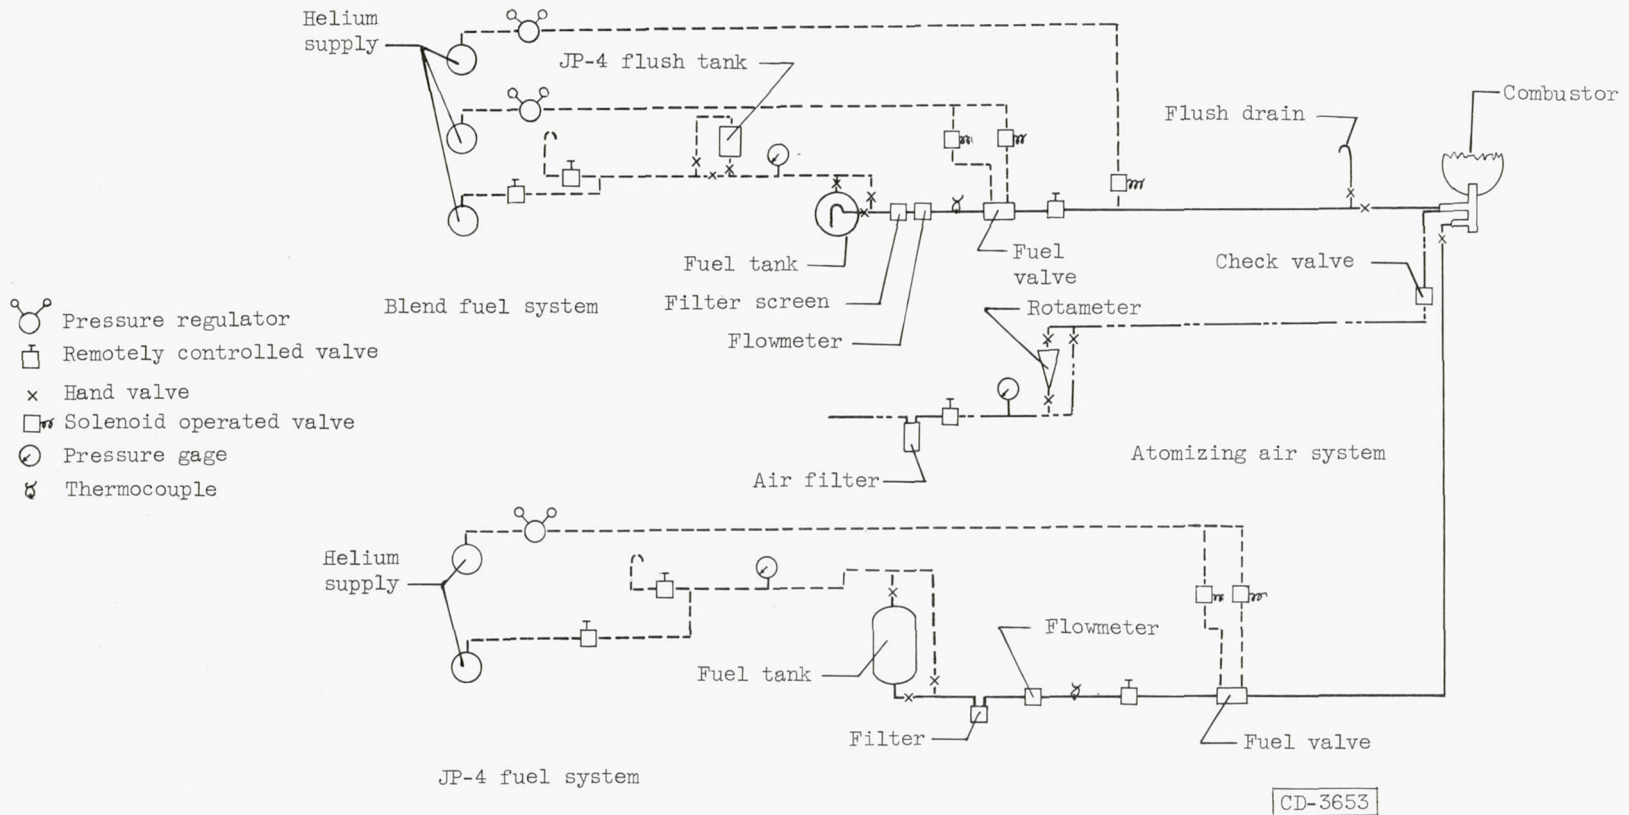 Helium
supply
JP-4 flush tank
Combustor
Flush drain
Fuel tank
Fuel
valve
Check valve
Blend fuel system
Filter screen
Rotameter
Flowmeter
Pressure regulator
Remotely controlled valve
Hand valve
Solenoid operated valve
Pressure gage
Thermocouple
Atomizing air system
Air filter
Helium
supply
Flowmeter
Fuel tank
Filter
Fuel valve
JP-4 fuel system
CD-3653